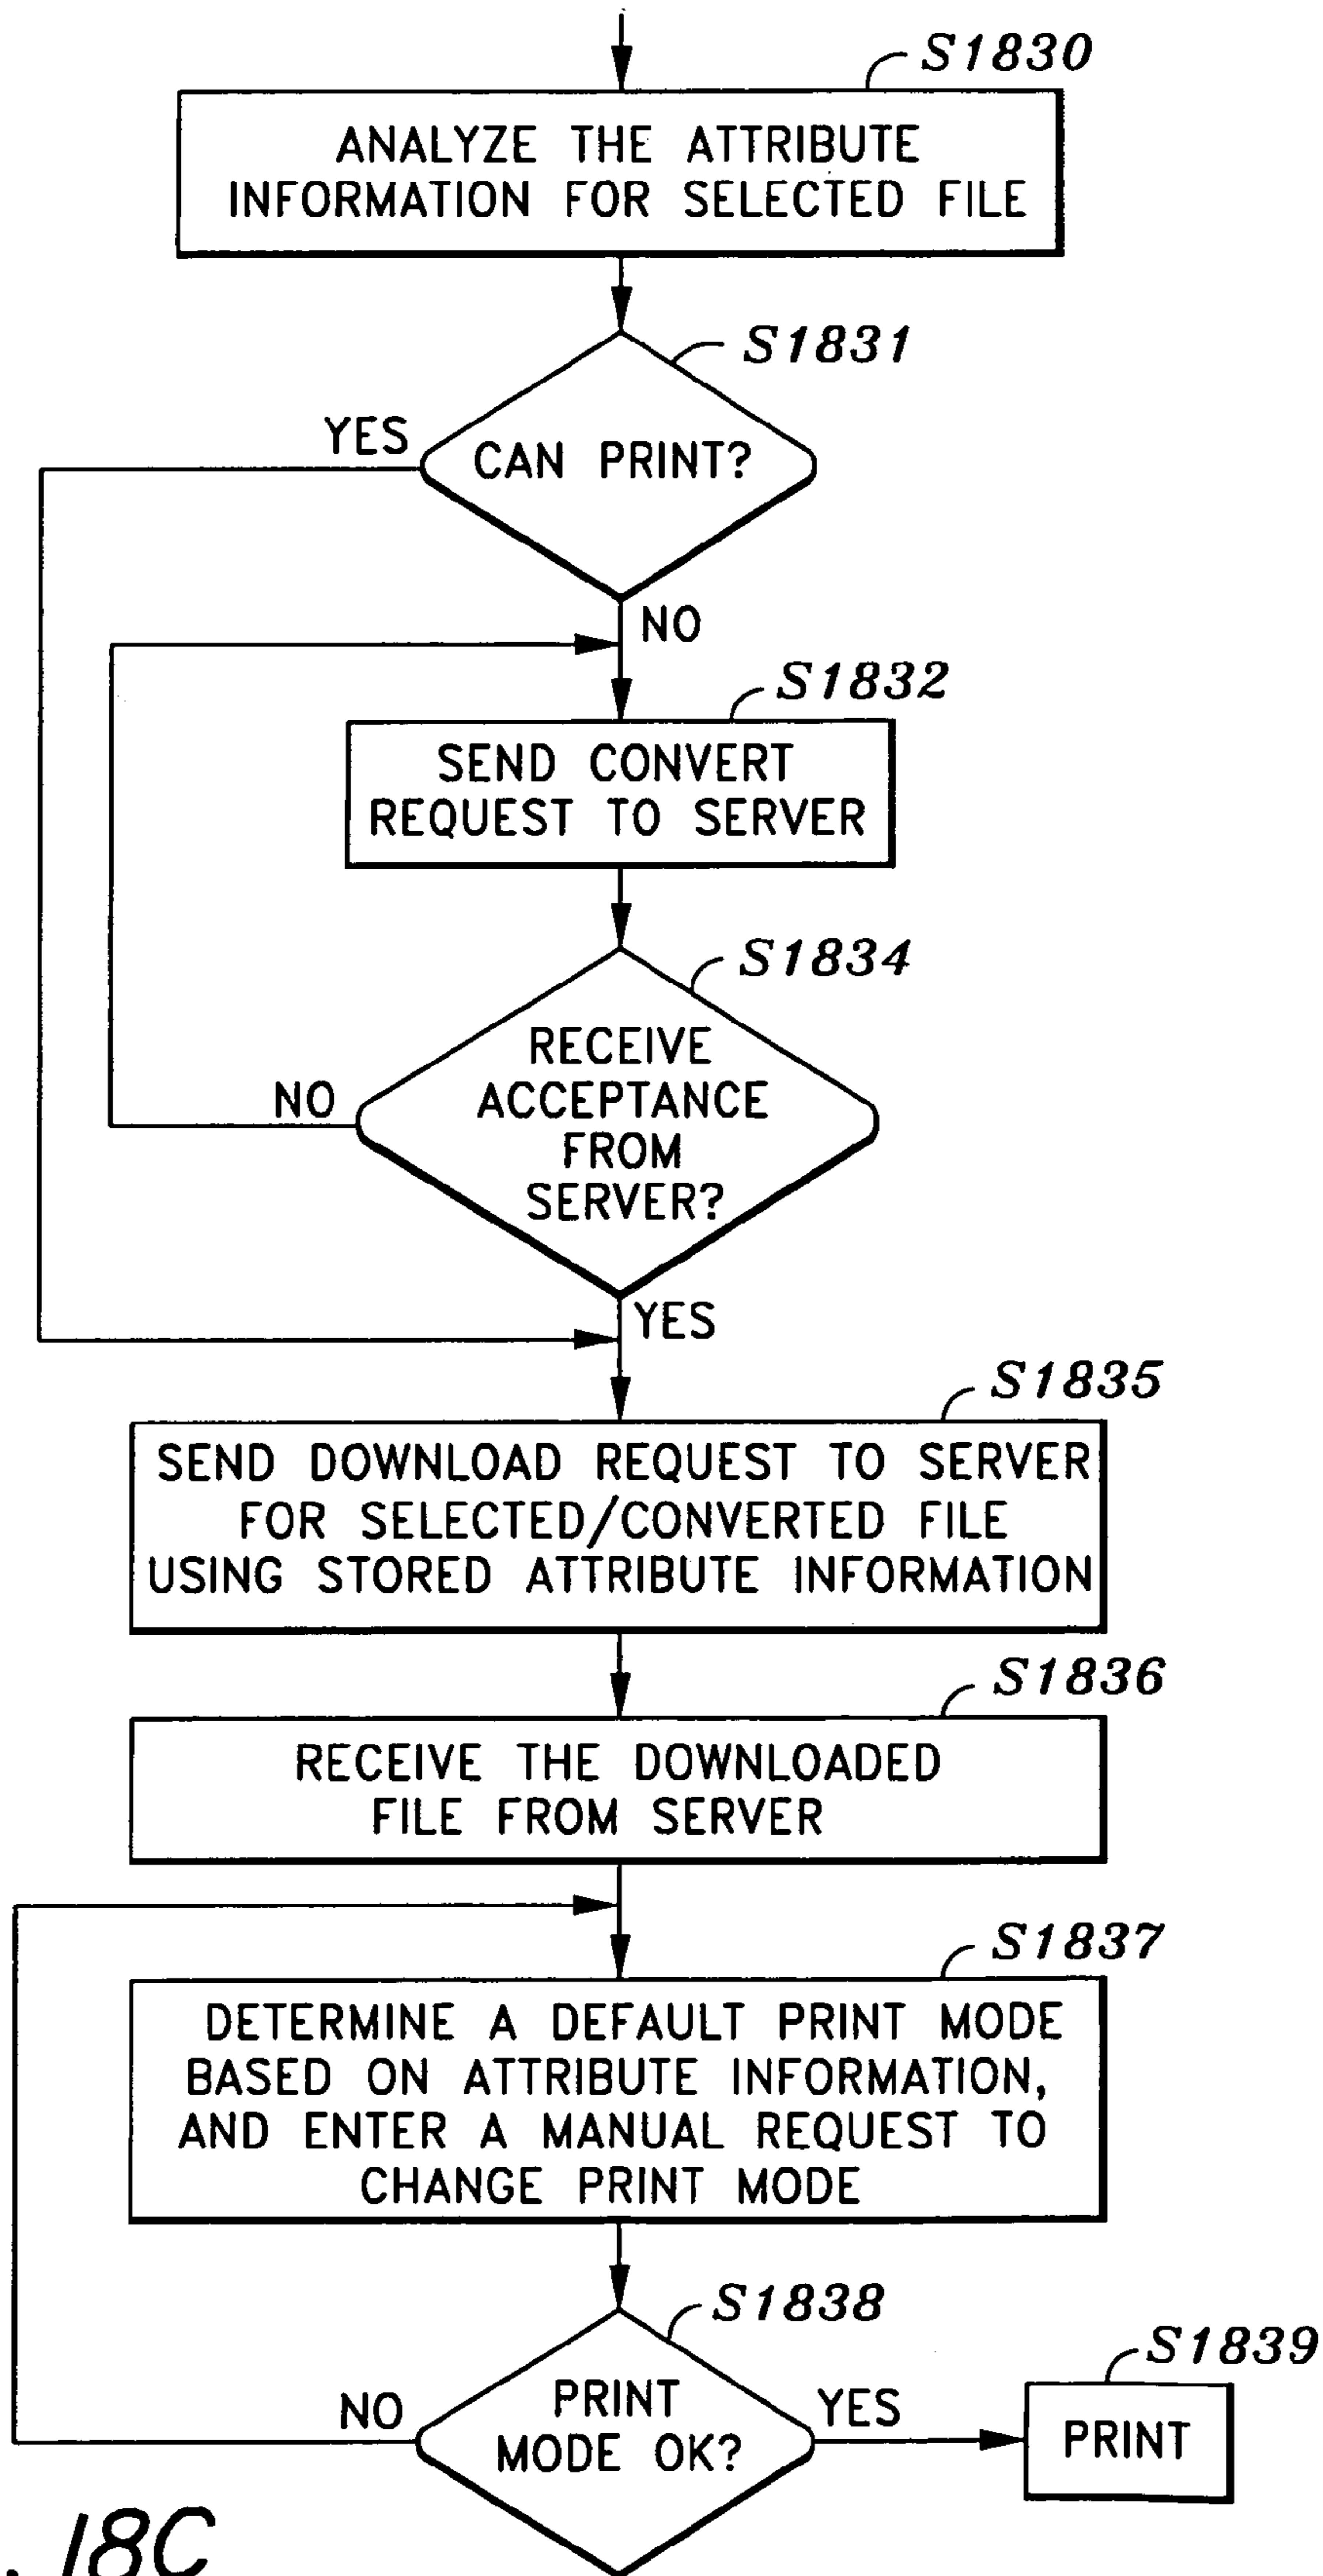 S1830
ANALYZE THE ATTRIBUTE
INFORMATION FOR SELECTED FILE
S1831
YES
CAN PRINT?
NO
S1832
SEND CONVERT
REQUEST TO SERVER
S1834
RECEIVE
ACCEPTANCE
FROM
SERVER?
NO
YES
S1835
SEND DOWNLOAD REQUEST TO SERVER
FOR SELECTED/CONVERTED FILE
USING STORED ATTRIBUTE INFORMATION
S1836
RECEIVE THE DOWNLOADED
FILE FROM SERVER
S1837
DETERMINE A DEFAULT PRINT MODE
BASED ON ATTRIBUTE INFORMATION,
AND ENTER A MANUAL REQUEST TO
CHANGE PRINT MODE
S1838
S1839
NO
PRINT
MODE OK?
YES
PRINT
. 18C